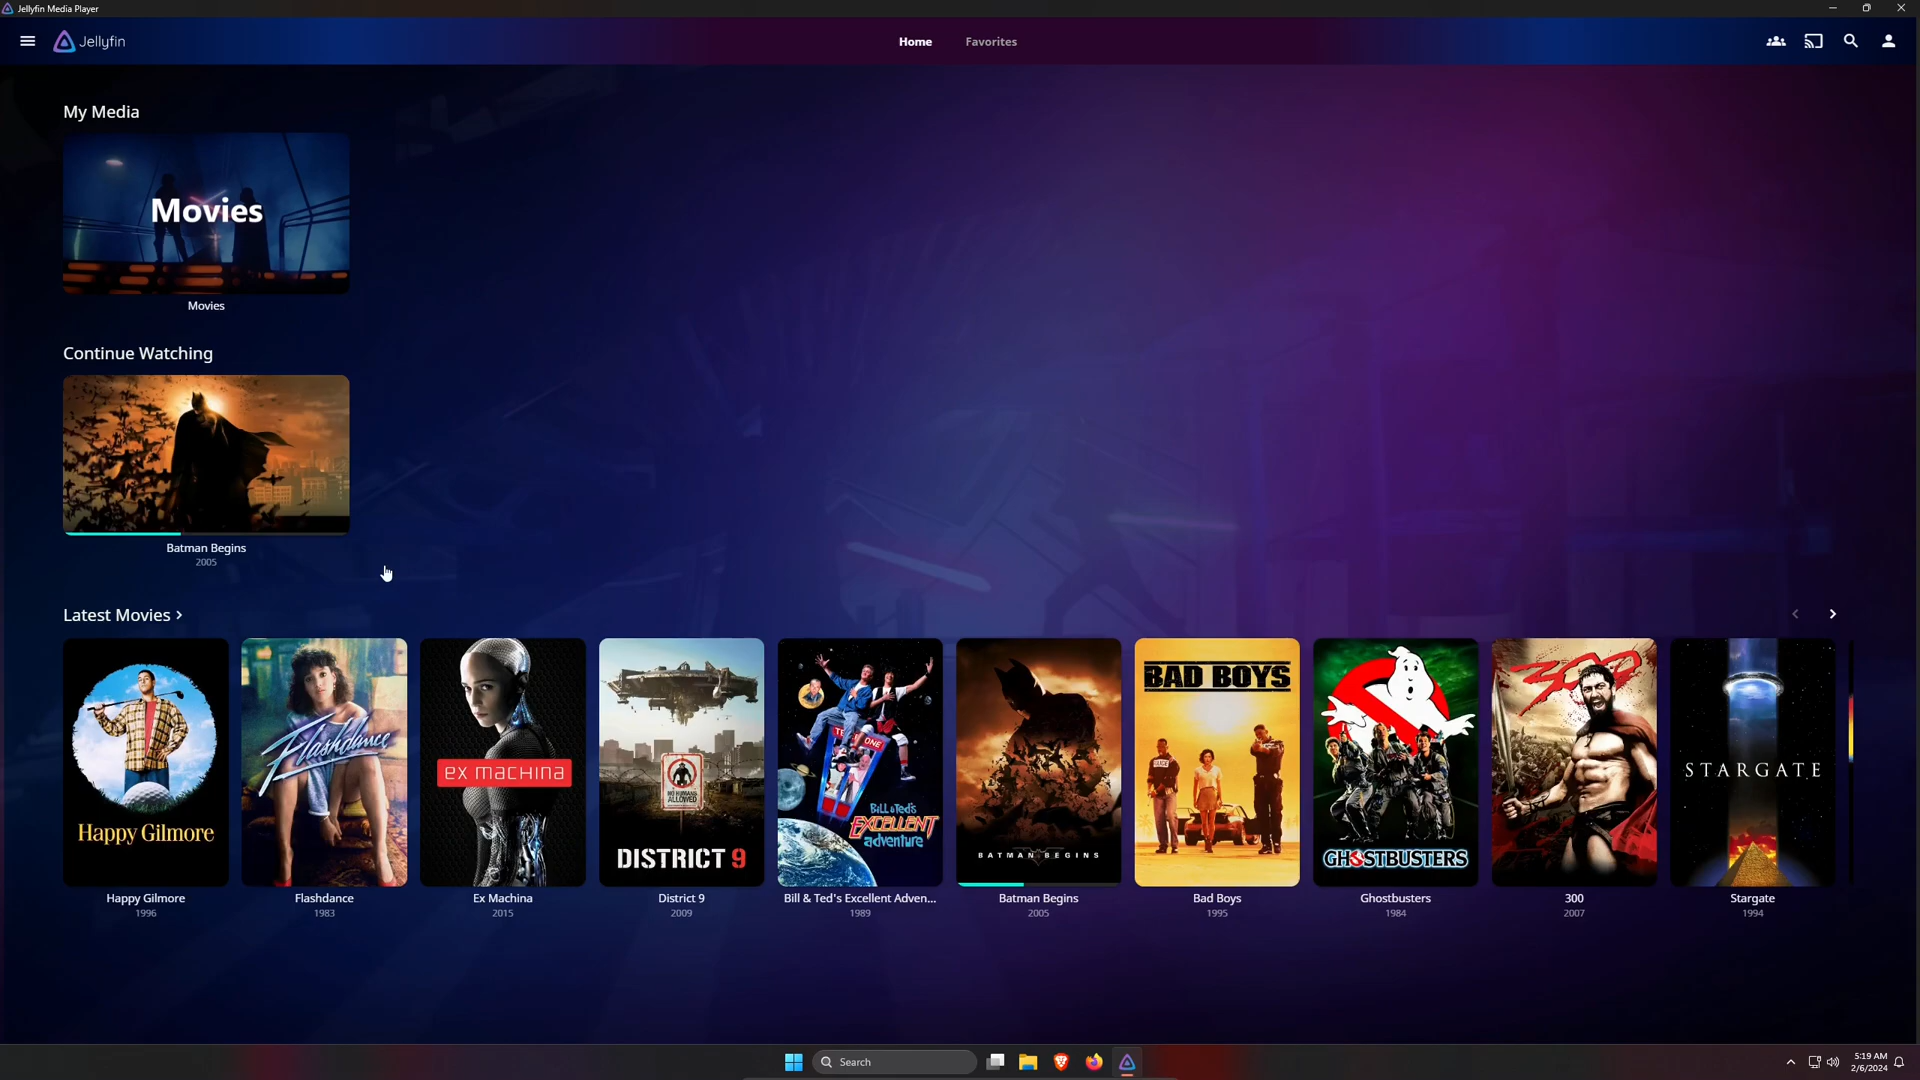 Jellyfin Media Player
Jellyfin
Home Favorites
My Media
Movies
Movies
Continue Watching
Batman Begins
2005
Latest Movies >
Happy Gilmore
Flashdance
ex machina
NO HUMANS ALLOWED
DISTRICT 9
Bill & Ted's EXCELLENT adventure
BATMAN BEGINS
BAD BOYS
GHOSTBUSTERS
300
STARGATE
Happy Gilmore
1996
Flashdance
1983
Ex Machina
2015
District 9
2009
Bill & Ted's Excellent Adven...
1989
Batman Begins
2005
Bad Boys
1995
Ghostbusters
1984
300
2007
Stargate
1994
Search
5:19 AM
2/6/2024